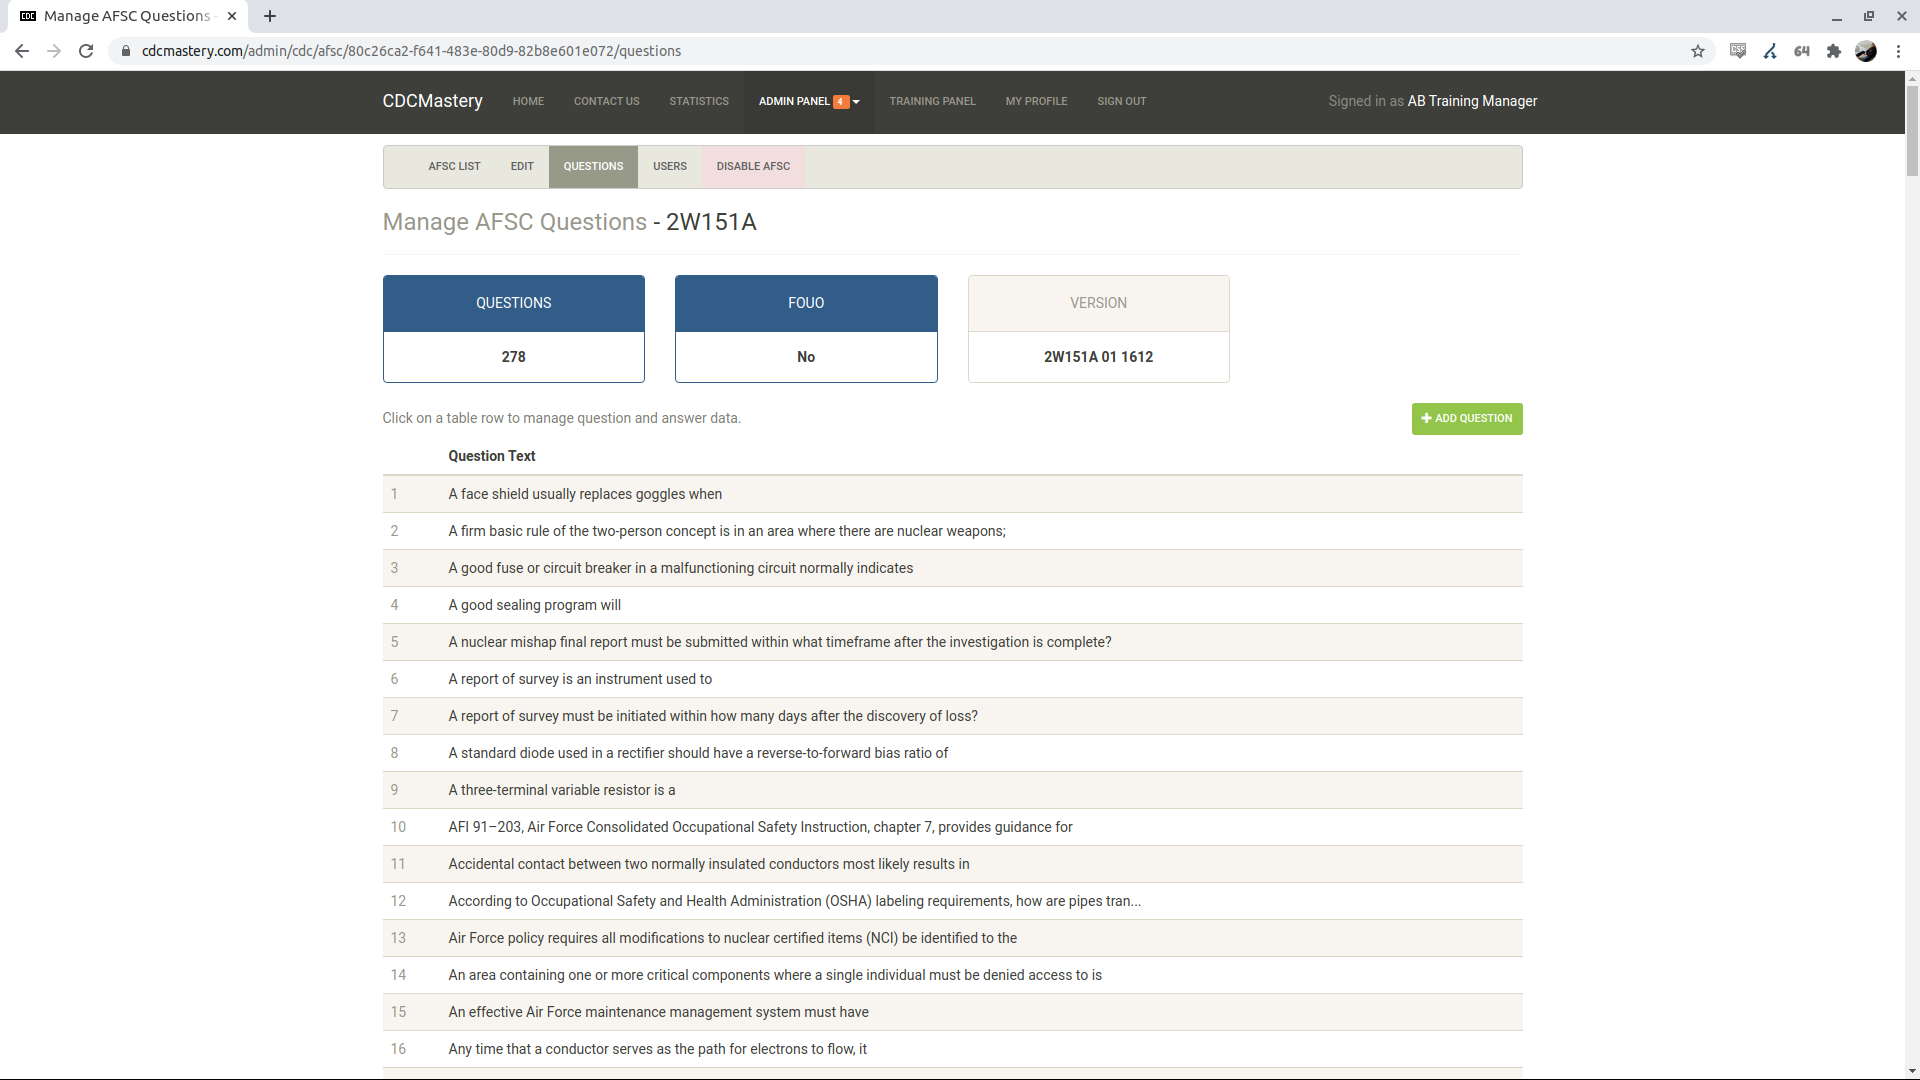 Manage AFSC Questions -
cdcmastery.com/admin/cdc/afsc/80c26ca2-f641-483e-80d9-82b8e601e072/questions
CDCMastery HOME CONTACT US STATISTICS ADMIN PANEL 4 TRAINING PANEL MY PROFILE SIGN OUT Signed in as AB Training Manager
AFSC LIST EDIT QUESTIONS USERS DISABLE AFSC
Manage AFSC Questions - 2W151A
QUESTIONS FOUO VERSION
278 No 2W151A 01 1612
Click on a table row to manage question and answer data. ADD QUESTION
Question Text
1 A face shield usually replaces goggles when
2 A firm basic rule of the two-person concept is in an area where there are nuclear weapons;
3 A good fuse or circuit breaker in a malfunctioning circuit normally indicates
4 A good sealing program will
5 A nuclear mishap final report must be submitted within what timeframe after the investigation is complete?
6 A report of survey is an instrument used to
7 A report of survey must be initiated within how many days after the discovery of loss?
8 A standard diode used in a rectifier should have a reverse-to-forward bias ratio of
9 A three-terminal variable resistor is a
10 AFI 91–203, Air Force Consolidated Occupational Safety Instruction, chapter 7, provides guidance for
11 Accidental contact between two normally insulated conductors most likely results in
12 According to Occupational Safety and Health Administration (OSHA) labeling requirements, how are pipes tran...
13 Air Force policy requires all modifications to nuclear certified items (NCI) be identified to the
14 An area containing one or more critical components where a single individual must be denied access to is
15 An effective Air Force maintenance management system must have
16 Any time that a conductor serves as the path for electrons to flow, it